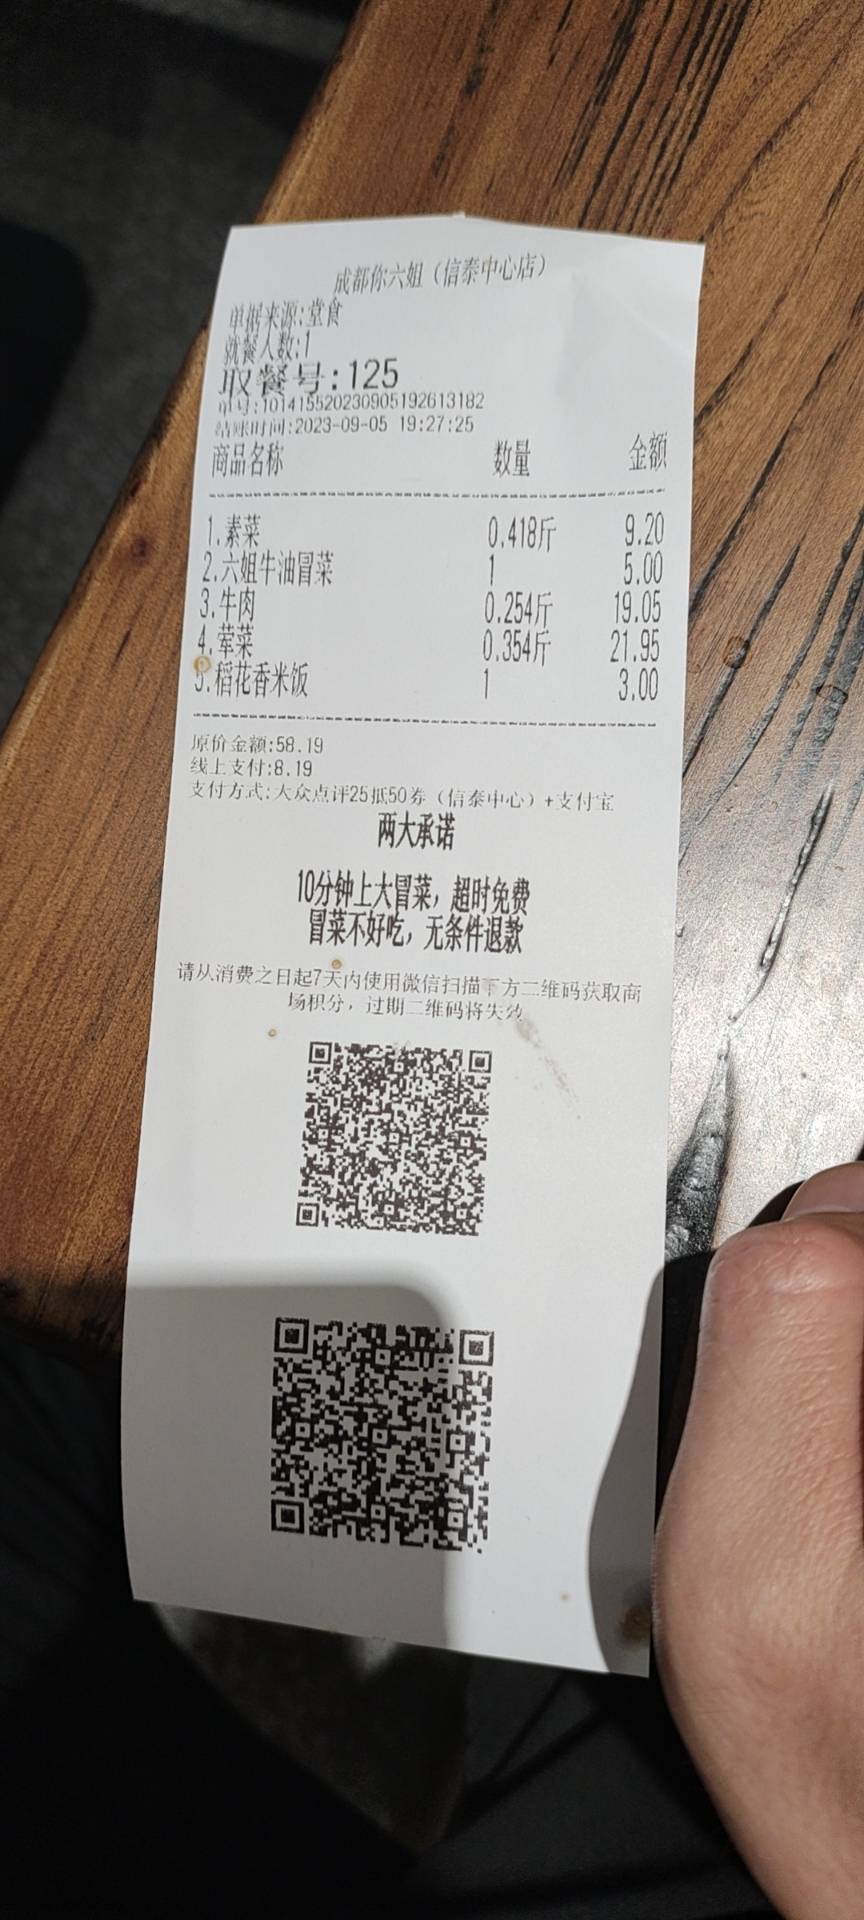 成都你六姐（信泰中心店）
单据来源:堂食
就餐人数:1
取餐号:125
单号:1014155202309051926​13182
结账时间:2023-09-05 19:27:25
商品名称 数量 金额
1.素菜 0.418斤 9.20
2.六姐牛油冒菜 1 5.00
3.牛肉 0.254斤 19.05
4.荤菜 0.354斤 21.95
5.稻花香米饭 1 3.00
原价金额:58.19
线上支付:8.19
支付方式:大众点评25抵50券（信泰中心）+支付宝
两大承诺
10分钟上大冒菜，超时免费
冒菜不好吃，无条件退款
请从消费之日起7天内使用微信扫描下方二维码获取商
场积分，过期二维码将失效